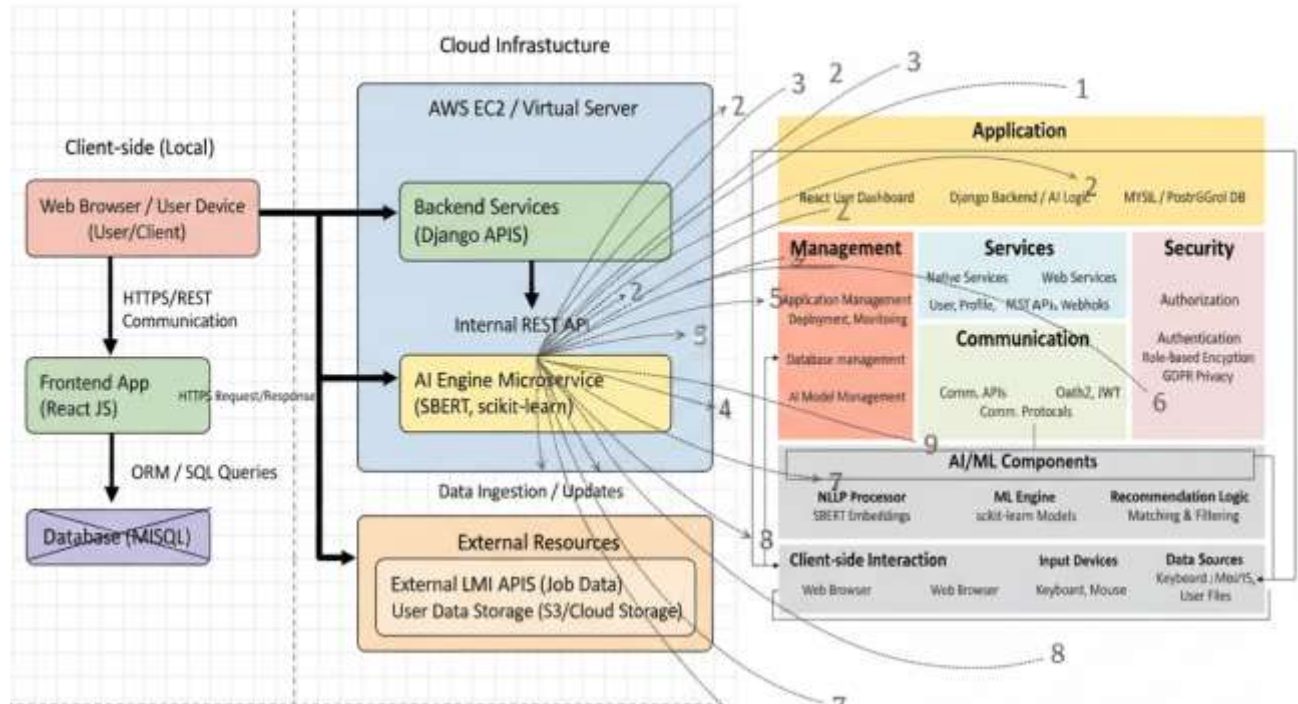 Cloud Infrastucture
AWS EC2 / Virtual Server
Client-side (Local)
Web Browser / User Device
(User/Client)
HTTPS/REST
Communication
Frontend App
(React JS)
HTTPS Request/Response
ORM / SQL Queries
Database (MISQL)
Backend Services
(Django APIS)
Internal REST API
AI Engine Microservice
(SBERT, scikit-learn)
Data Ingestion / Updates
External Resources
External LMI APIS (Job Data)
User Data Storage (S3/Cloud Storage)
2
3
2
3
1
2
2
2
5
3
4
6
9
7
8
8
7
Application
React User Dashboard
Django Backend / AI Logic
MYSIL / PostrGGrol DB
Management
Application Management
Deployment, Monitoring
Database management
AI Model Management
Services
Native Services
Web Services
User, Profile,
Communication
Comm. APIs
Oath2, JWT
Comm. Protocals
Security
Authorization
Authentication
Role-based Encryption
GDPR Privacy
AI/ML Components
NLLP Processor
SBERT Embeddings
ML Engine
scikit-learn Models
Recommendation Logic
Matching & Filtering
Client-side Interaction
Web Browser
Web Browser
Input Devices
Keyboard, Mouse
Data Sources
User Files